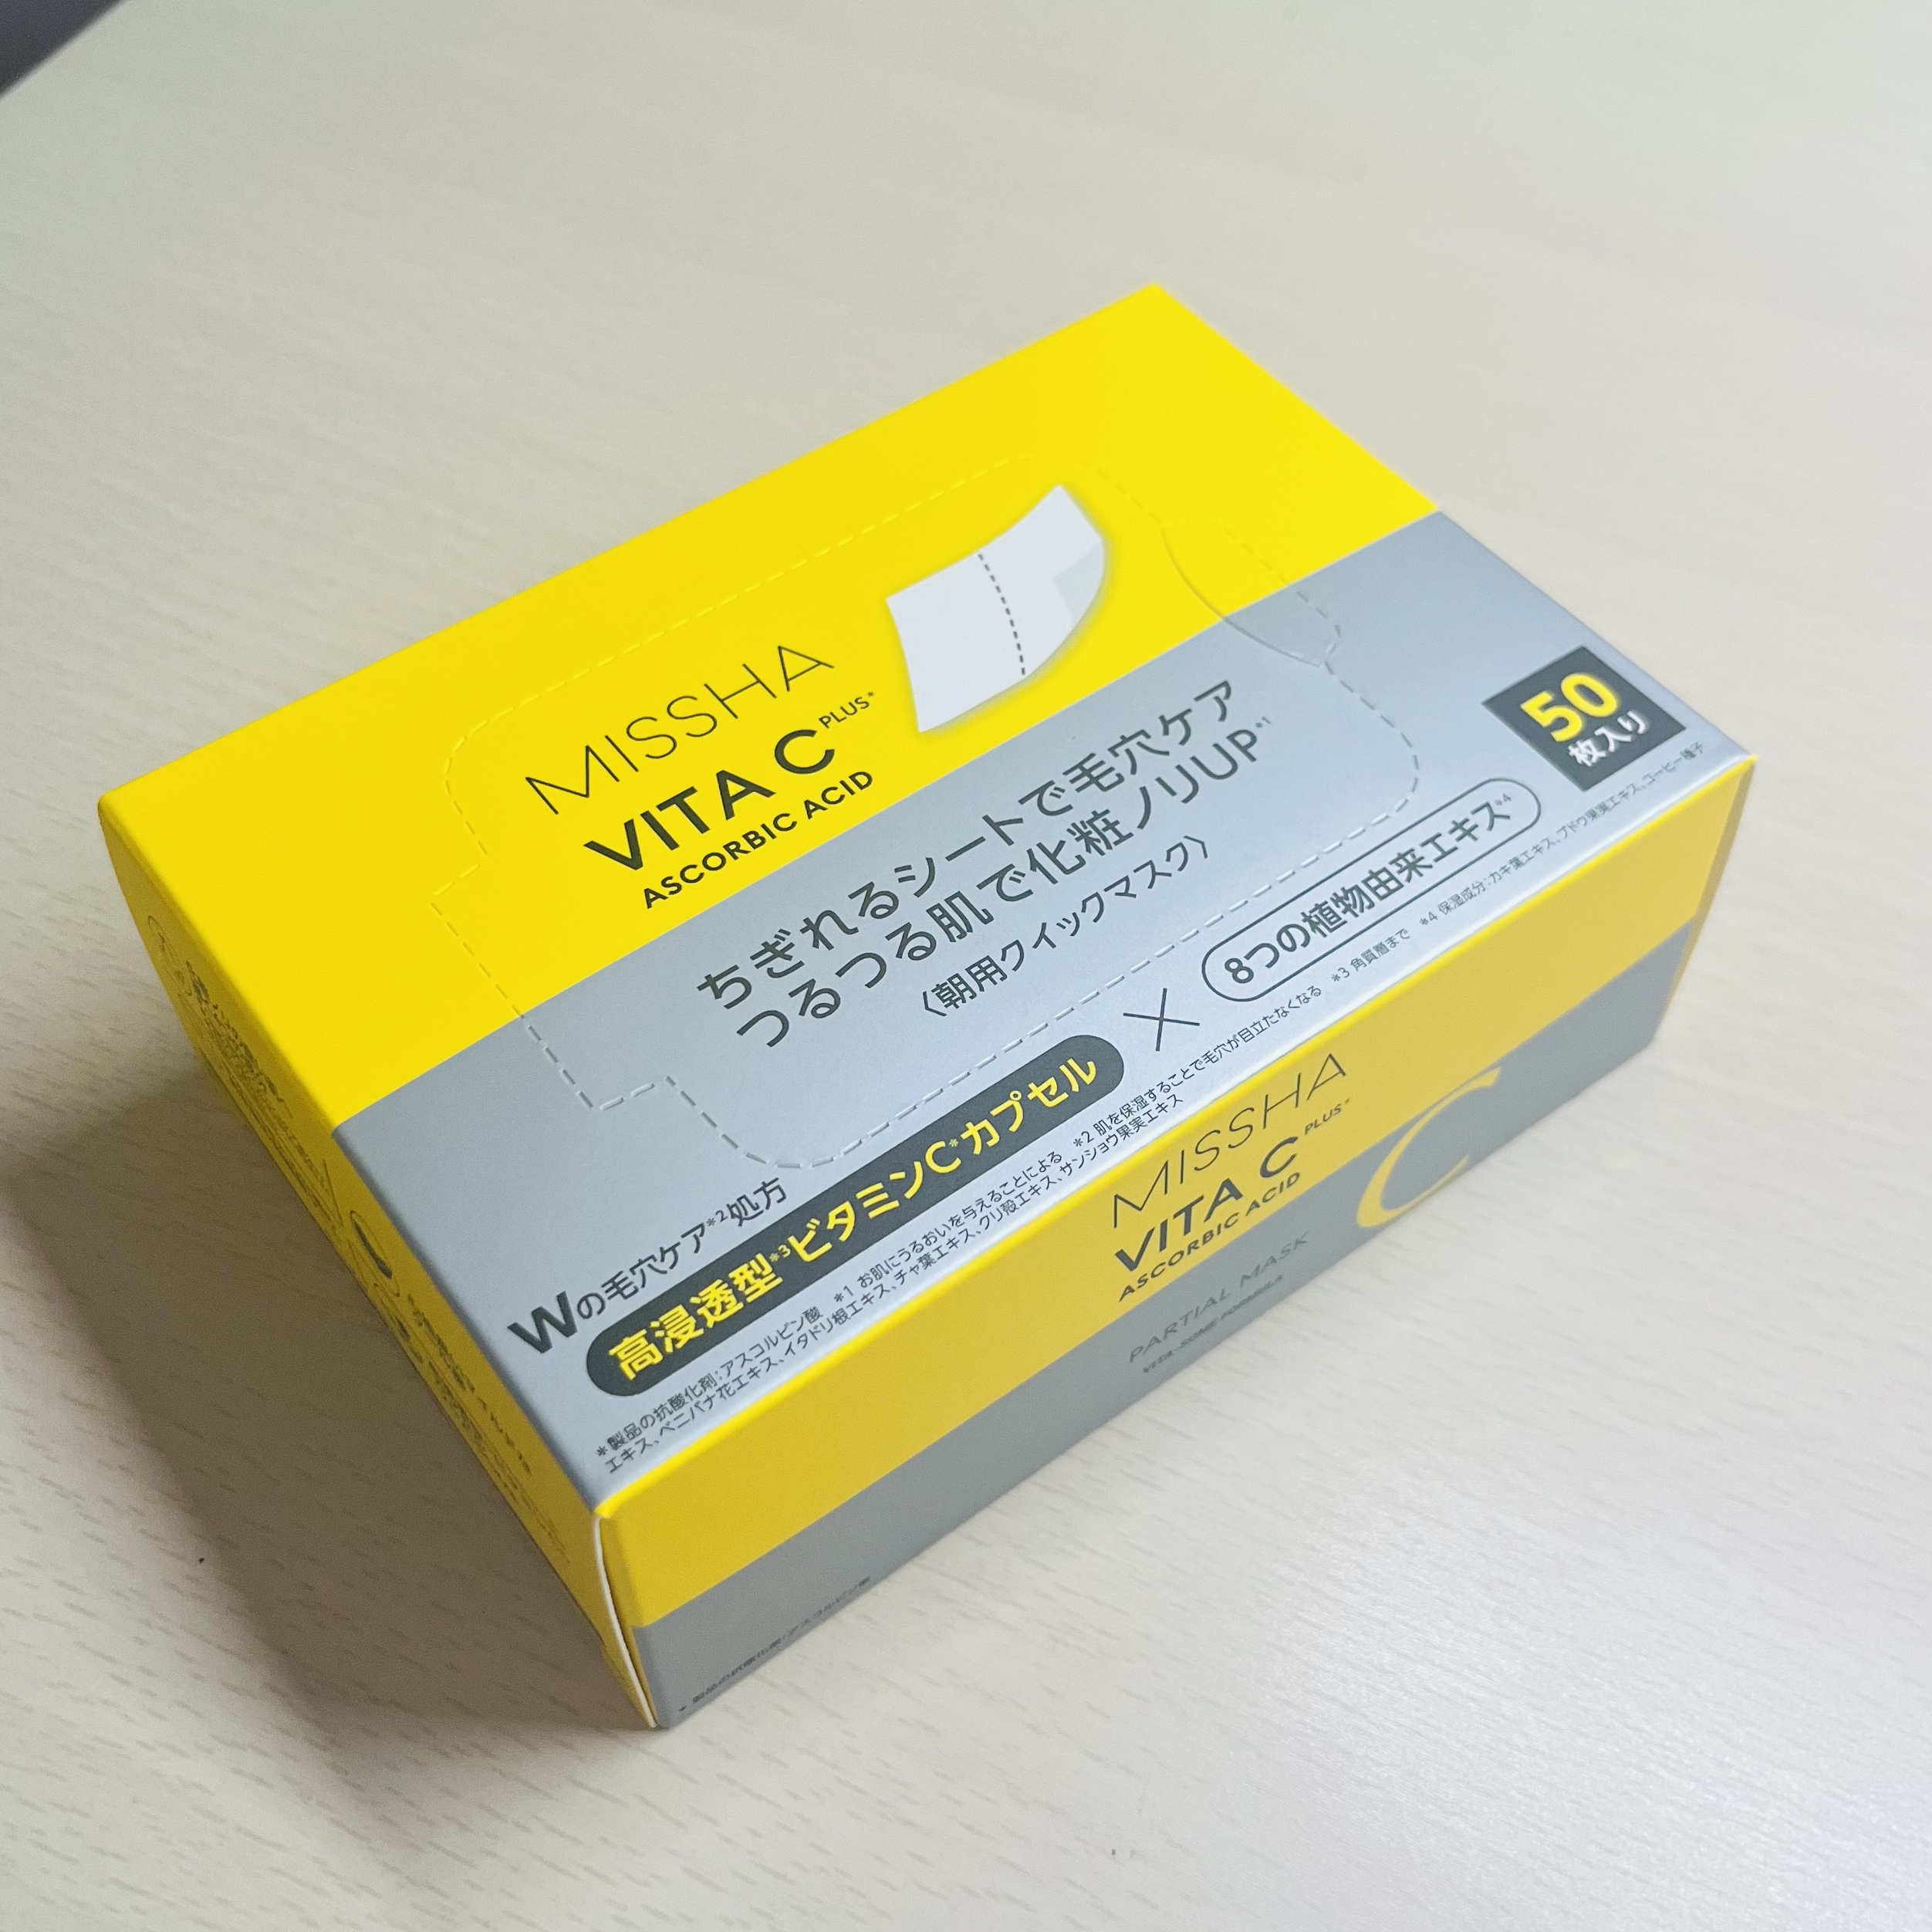 MISSHA
VITA C PLUS*
ASCORBIC ACID
ちぎれるシートで毛穴ケア
つるつる肌で化粧ノリUP*1
〈朝用クイックマスク〉
50
枚入り
Wの毛穴ケア*2処方
高浸透型*3ビタミンC*カプセル
×
8つの植物由来エキス*4
*製品の抗酸化剤:アスコルビン酸 *1 お肌にうるおいを与えることによる *2 肌を保湿することで毛穴が目立たなくなる *3 角質層まで *4 保湿成分:カキ葉エキス、ブドウ果実エキス、コーヒー種子
エキス、ベニバナ花エキス、イタドリ根エキス、チャ葉エキス、クリ殻エキス、サンショウ果実エキス
MISSHA
VITA C PLUS*
ASCORBIC ACID
PARTIAL MASK
C